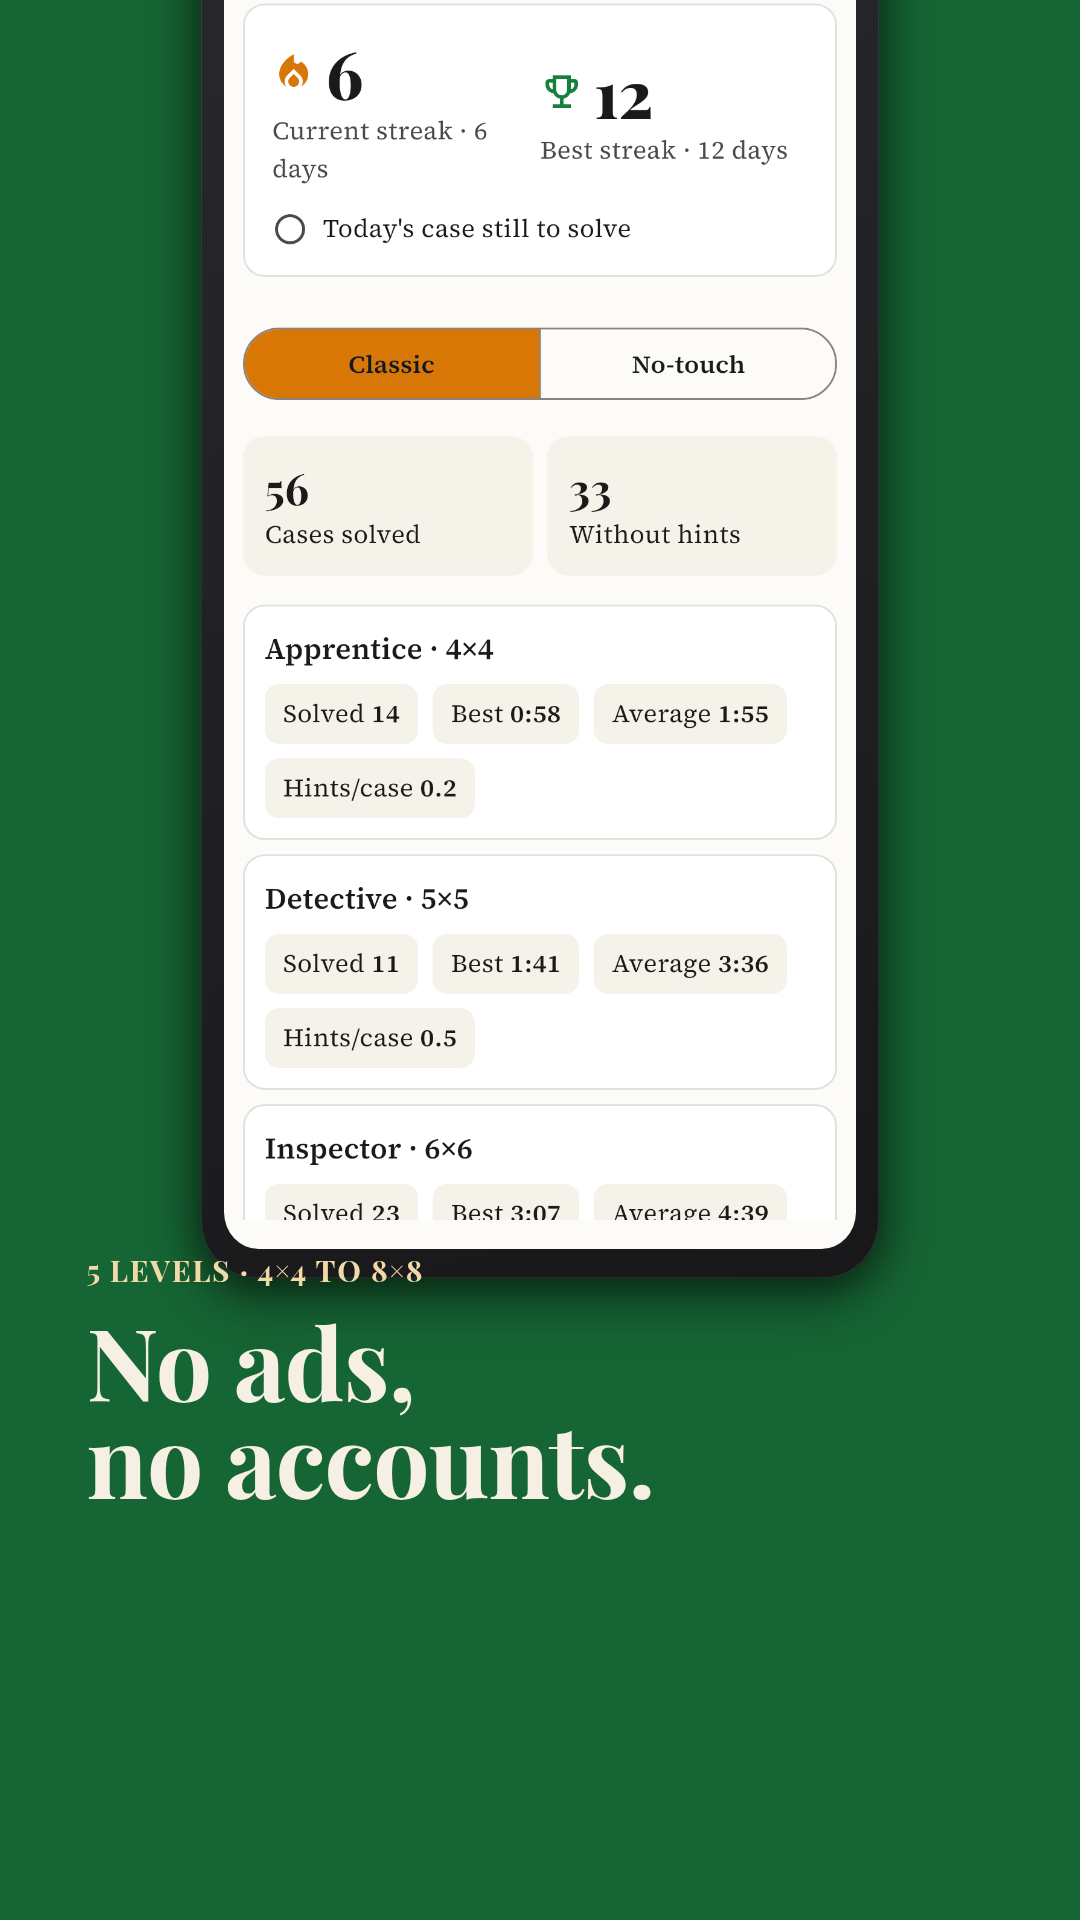 6
Current streak · 6
days
12
Best streak · 12 days
Today's case still to solve
Classic
No-touch
56
Cases solved
33
Without hints
Apprentice · 4×4
Solved 14
Best 0:58
Average 1:55
Hints/case 0.2
Detective · 5×5
Solved 11
Best 1:41
Average 3:36
Hints/case 0.5
Inspector · 6×6
Solved 23
Best 3:07
Average 4:39
5 LEVELS · 4×4 TO 8×8
No ads,
no accounts.